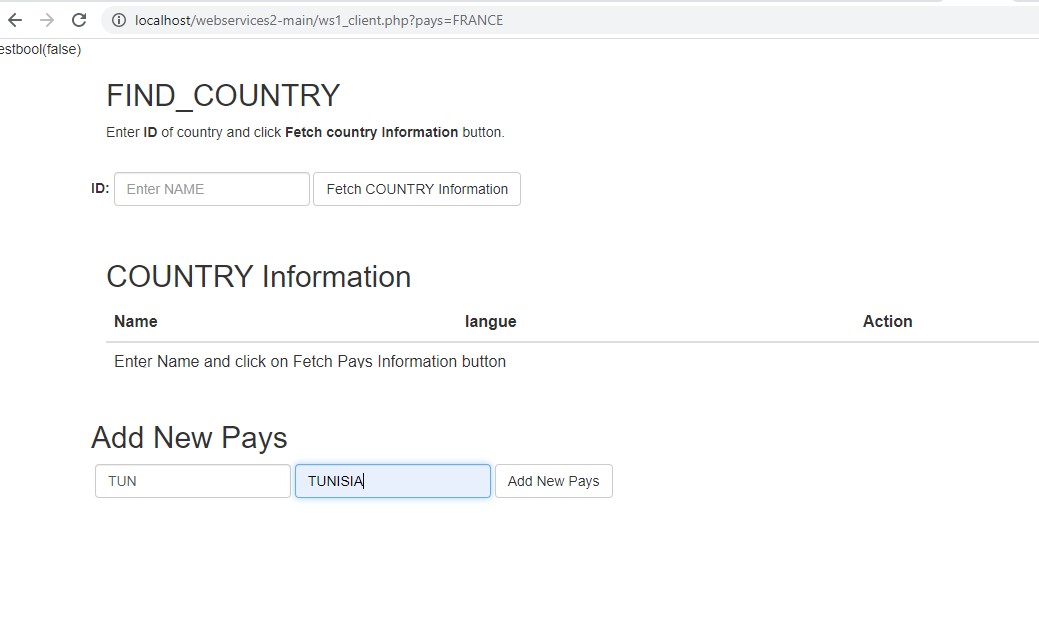 localhost/webservices2-main/ws1_client.php?pays=FRANCE
estbool(false)
FIND_COUNTRY
Enter ID of country and click Fetch country Information button.
ID: Enter NAME Fetch COUNTRY Information
COUNTRY Information
Name langue Action
Enter Name and click on Fetch Pays Information button
Add New Pays
TUN TUNISIA Add New Pays